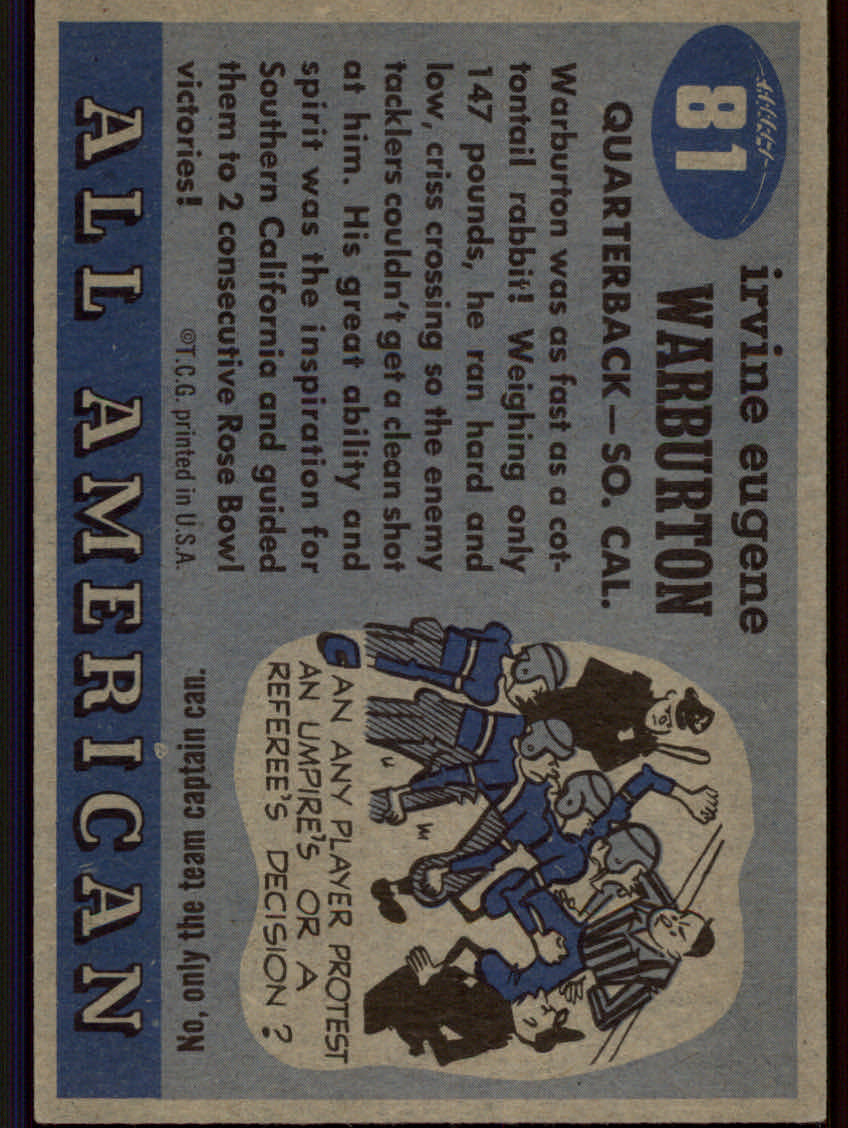 81
irvine eugene
WARBURTON
QUARTERBACK—SO. CAL.
Warburton was as fast as a cot-
tontail rabbit! Weighing only
147 pounds, he ran hard and
low, criss crossing so the enemy
tacklers couldn't get a clean shot
at him. His great ability and
spirit was the inspiration for
Southern California and guided
them to 2 consecutive Rose Bowl
victories!
©T.C.G. printed in U.S.A.
CAN ANY PLAYER PROTEST
AN UMPIRE'S OR A
REFEREE'S DECISION?
No, only the team captain can.
ALL AMERICAN